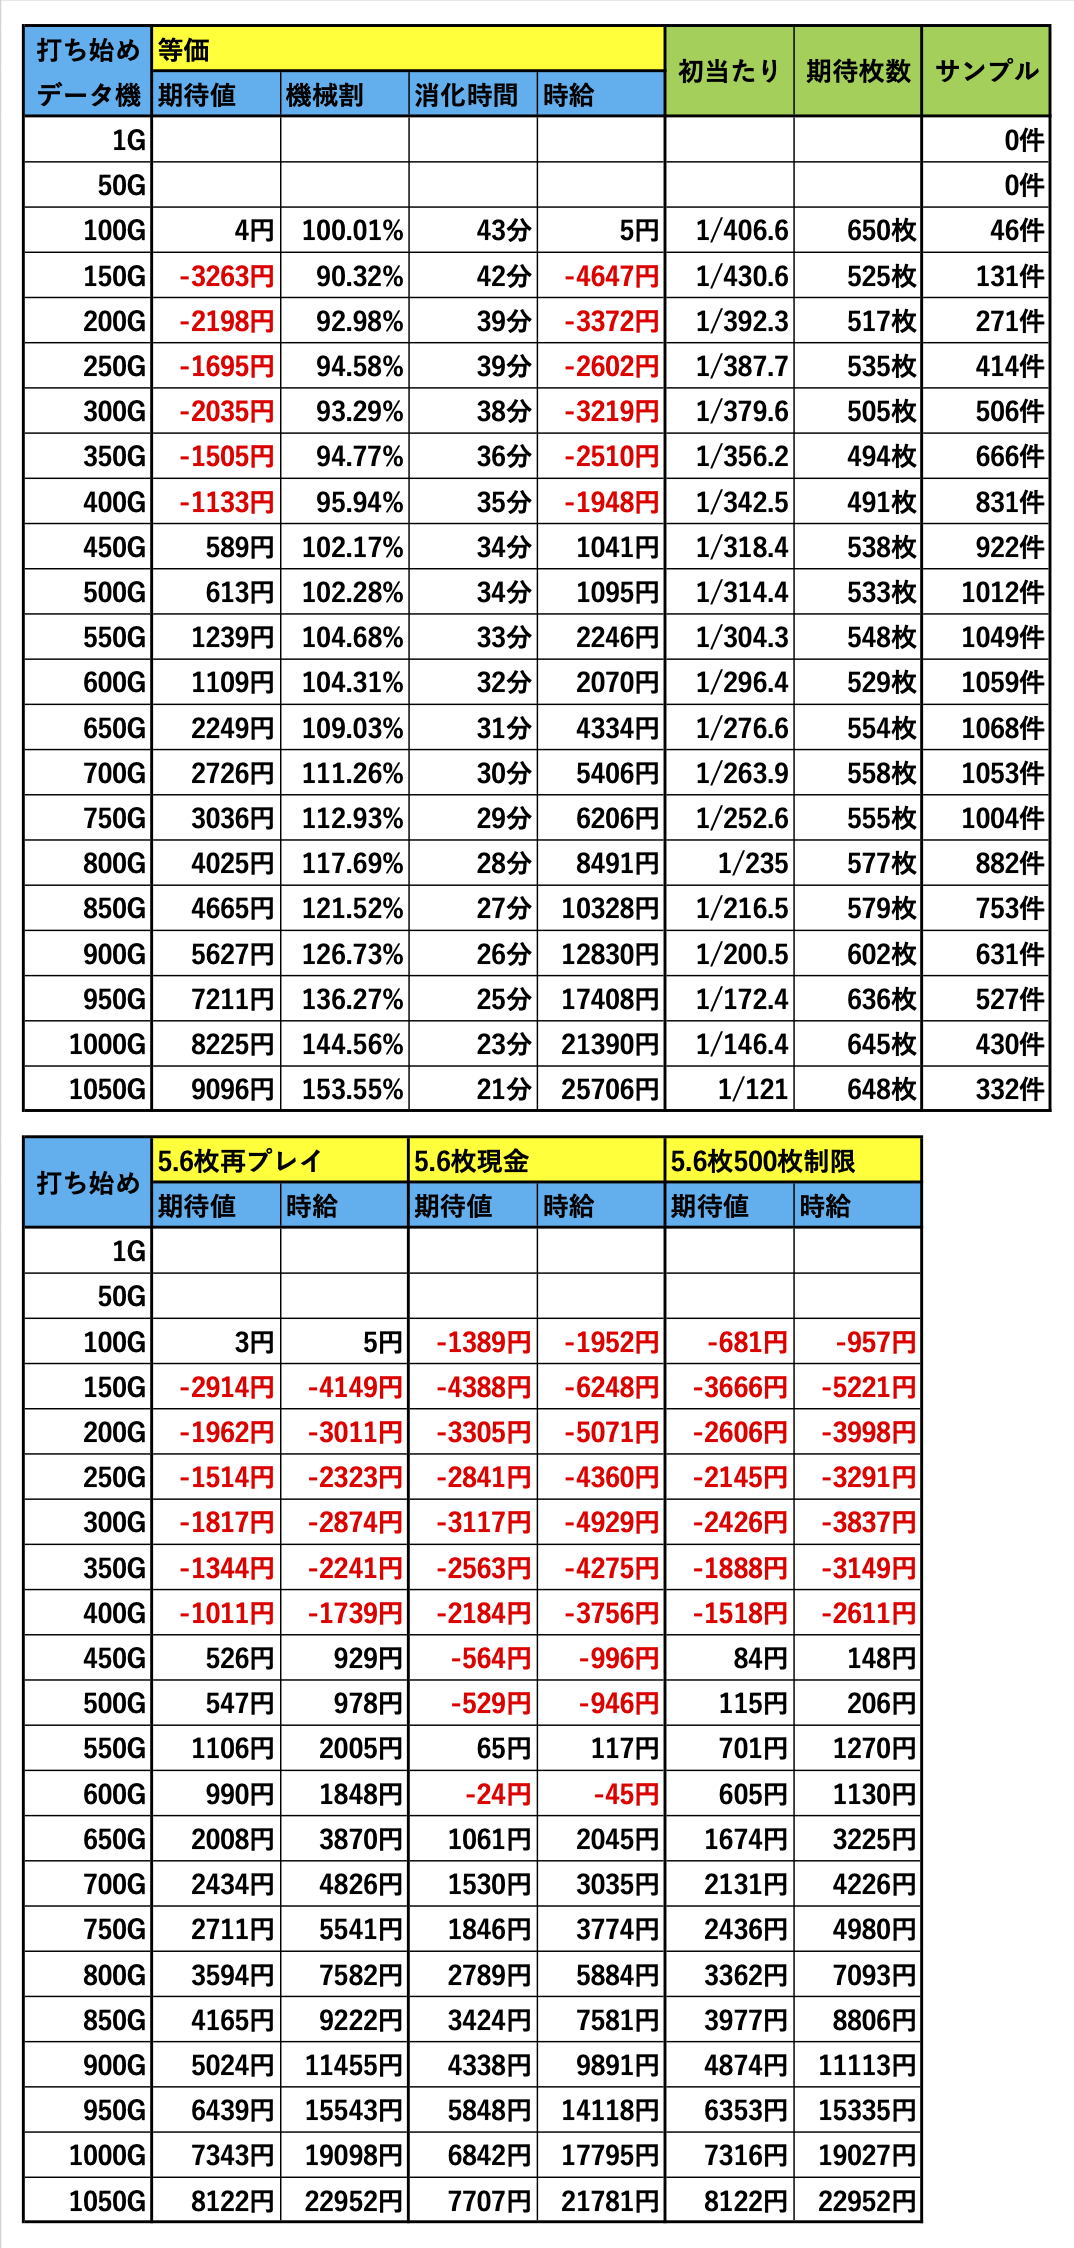 打ち始め 等価 初当たり 期待枚数 サンプル
データ機 期待値 機械割 消化時間 時給
1G 0件
50G 0件
100G 4円 100.01% 43分 5円 1/406.6 650枚 46件
150G -3263円 90.32% 42分 -4647円 1/430.6 525枚 131件
200G -2198円 92.98% 39分 -3372円 1/392.3 517枚 271件
250G -1695円 94.58% 39分 -2602円 1/387.7 535枚 414件
300G -2035円 93.29% 38分 -3219円 1/379.6 505枚 506件
350G -1505円 94.77% 36分 -2510円 1/356.2 494枚 666件
400G -1133円 95.94% 35分 -1948円 1/342.5 491枚 831件
450G 589円 102.17% 34分 1041円 1/318.4 538枚 922件
500G 613円 102.28% 34分 1095円 1/314.4 533枚 1012件
550G 1239円 104.68% 33分 2246円 1/304.3 548枚 1049件
600G 1109円 104.31% 32分 2070円 1/296.4 529枚 1059件
650G 2249円 109.03% 31分 4334円 1/276.6 554枚 1068件
700G 2726円 111.26% 30分 5406円 1/263.9 558枚 1053件
750G 3036円 112.93% 29分 6206円 1/252.6 555枚 1004件
800G 4025円 117.69% 28分 8491円 1/235 577枚 882件
850G 4665円 121.52% 27分 10328円 1/216.5 579枚 753件
900G 5627円 126.73% 26分 12830円 1/200.5 602枚 631件
950G 7211円 136.27% 25分 17408円 1/172.4 636枚 527件
1000G 8225円 144.56% 23分 21390円 1/146.4 645枚 430件
1050G 9096円 153.55% 21分 25706円 1/121 648枚 332件
打ち始め 5.6枚再プレイ 5.6枚現金 5.6枚500枚制限
期待値 時給 期待値 時給 期待値 時給
1G
50G
100G 3円 5円 -1389円 -1952円 -681円 -957円
150G -2914円 -4149円 -4388円 -6248円 -3666円 -5221円
200G -1962円 -3011円 -3305円 -5071円 -2606円 -3998円
250G -1514円 -2323円 -2841円 -4360円 -2145円 -3291円
300G -1817円 -2874円 -3117円 -4929円 -2426円 -3837円
350G -1344円 -2241円 -2563円 -4275円 -1888円 -3149円
400G -1011円 -1739円 -2184円 -3756円 -1518円 -2611円
450G 526円 929円 -564円 -996円 84円 148円
500G 547円 978円 -529円 -946円 115円 206円
550G 1106円 2005円 65円 117円 701円 1270円
600G 990円 1848円 -24円 -45円 605円 1130円
650G 2008円 3870円 1061円 2045円 1674円 3225円
700G 2434円 4826円 1530円 3035円 2131円 4226円
750G 2711円 5541円 1846円 3774円 2436円 4980円
800G 3594円 7582円 2789円 5884円 3362円 7093円
850G 4165円 9222円 3424円 7581円 3977円 8806円
900G 5024円 11455円 4338円 9891円 4874円 11113円
950G 6439円 15543円 5848円 14118円 6353円 15335円
1000G 7343円 19098円 6842円 17795円 7316円 19027円
1050G 8122円 22952円 7707円 21781円 8122円 22952円